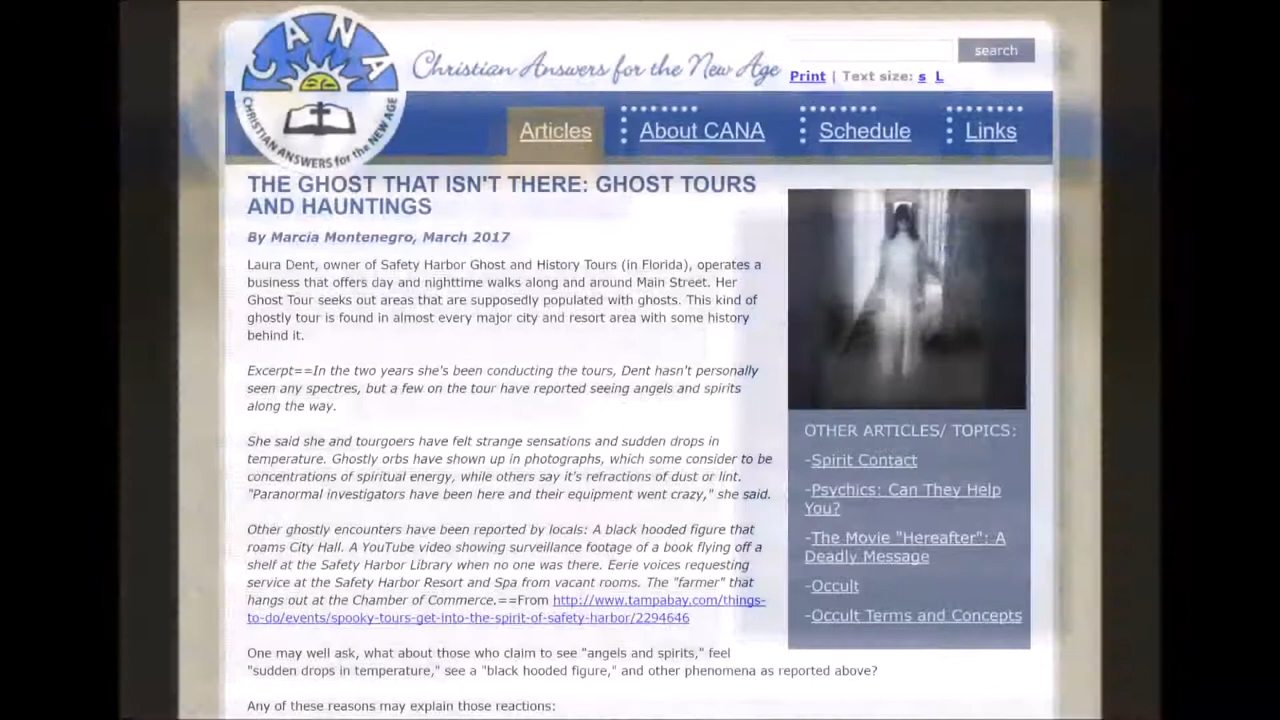 CANA
CHRISTIAN ANSWERS for the NEW AGE
Christian Answers for the New Age
search
Print | Text size: s L
Articles
About CANA
Schedule
Links
THE GHOST THAT ISN'T THERE: GHOST TOURS
AND HAUNTINGS
By Marcia Montenegro, March 2017
Laura Dent, owner of Safety Harbor Ghost and History Tours (in Florida), operates a
business that offers day and nighttime walks along and around Main Street. Her
Ghost Tour seeks out areas that are supposedly populated with ghosts. This kind of
ghostly tour is found in almost every major city and resort area with some history
behind it.
Excerpt==In the two years she's been conducting the tours, Dent hasn't personally
seen any spectres, but a few on the tour have reported seeing angels and spirits
along the way.
She said she and tourgoers have felt strange sensations and sudden drops in
temperature. Ghostly orbs have shown up in photographs, which some consider to be
concentrations of spiritual energy, while others say it's refractions of dust or lint.
"Paranormal investigators have been here and their equipment went crazy," she said.
Other ghostly encounters have been reported by locals: A black hooded figure that
roams City Hall. A YouTube video showing surveillance footage of a book flying off a
shelf at the Safety Harbor Library when no one was there. Eerie voices requesting
service at the Safety Harbor Resort and Spa from vacant rooms. The "farmer" that
hangs out at the Chamber of Commerce.==From http://www.tampabay.com/things-
to-do/events/spooky-tours-get-into-the-spirit-of-safety-harbor/2294646
One may well ask, what about those who claim to see "angels and spirits," feel
"sudden drops in temperature," see a "black hooded figure," and other phenomena as reported above?
Any of these reasons may explain those reactions:
OTHER ARTICLES/ TOPICS:
-Spirit Contact
-Psychics: Can They Help
You?
-The Movie "Hereafter": A
Deadly Message
-Occult
-Occult Terms and Concepts